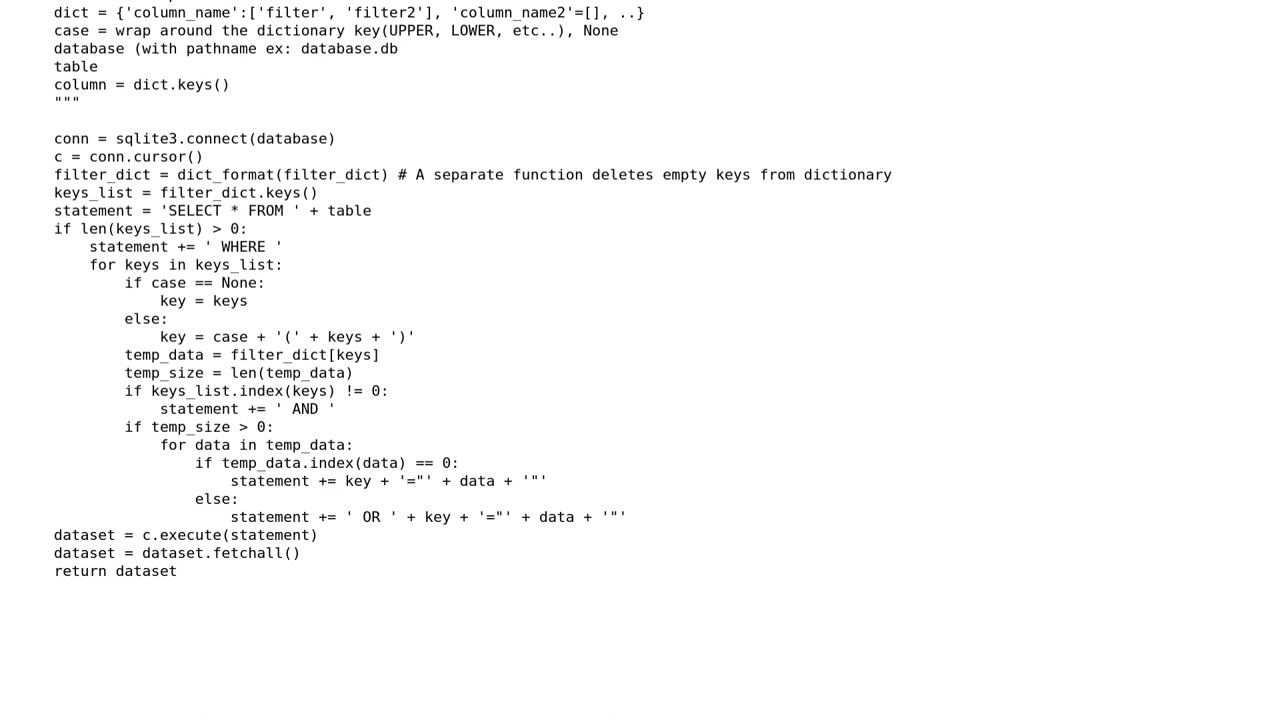 dict = {'column_name':['filter', 'filter2'], 'column_name2'=[], ..}
case = wrap around the dictionary key(UPPER, LOWER, etc..), None
database (with pathname ex: database.db
table
column = dict.keys()
"""

conn = sqlite3.connect(database)
c = conn.cursor()
filter_dict = dict_format(filter_dict) # A separate function deletes empty keys from dictionary
keys_list = filter_dict.keys()
statement = 'SELECT * FROM ' + table
if len(keys_list) > 0:
    statement += ' WHERE '
    for keys in keys_list:
        if case == None:
            key = keys
        else:
            key = case + '(' + keys + ')'
        temp_data = filter_dict[keys]
        temp_size = len(temp_data)
        if keys_list.index(keys) != 0:
            statement += ' AND '
        if temp_size > 0:
            for data in temp_data:
                if temp_data.index(data) == 0:
                    statement += key + '="' + data + '"'
                else:
                    statement += ' OR ' + key + '="' + data + '"'
dataset = c.execute(statement)
dataset = dataset.fetchall()
return dataset